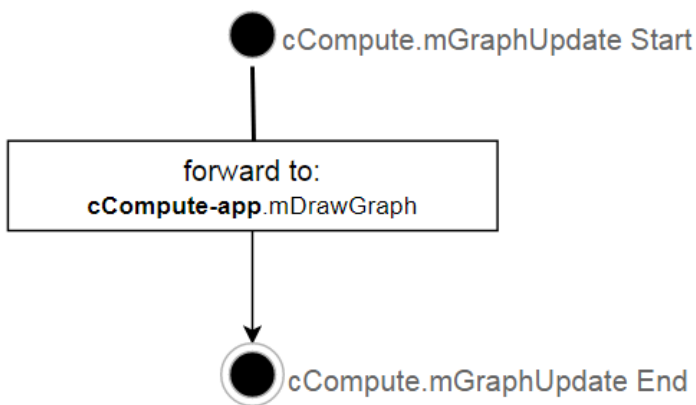 cCompute.mGraphUpdate Start
forward to:
cCompute-app.mDrawGraph
cCompute.mGraphUpdate End